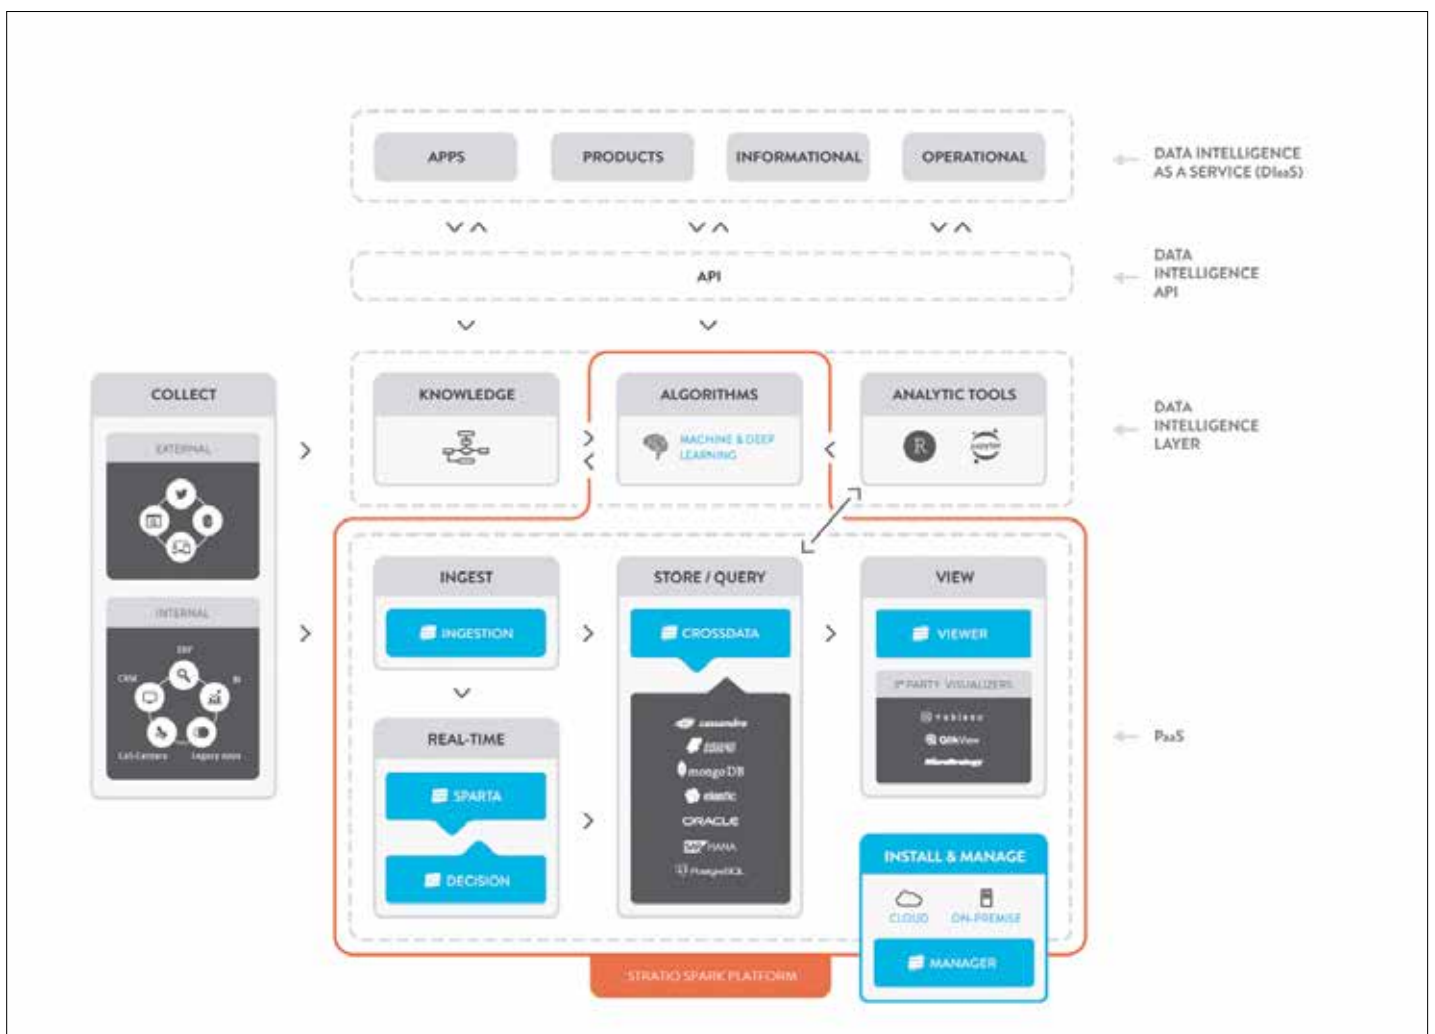 APPS
PRODUCTS
INFORMATIONAL
OPERATIONAL
DATA INTELLIGENCE
AS A SERVICE (DIaaS)
API
DATA
INTELLIGENCE
API
COLLECT
EXTERNAL
INTERNAL
ERP
CRM
BI
Call-Centers
Legacy Apps
KNOWLEDGE
ALGORITHMS
MACHINE & DEEP
LEARNING
ANALYTIC TOOLS
R
jupyter
DATA
INTELLIGENCE
LAYER
INGEST
INGESTION
REAL-TIME
SPARTA
DECISION
STORE / QUERY
CROSSDATA
cassandra
mongoDB
elastic
ORACLE
SAP HANA
PostgreSQL
VIEW
VIEWER
3rd PARTY VISUALIZERS
tableau
QlikView
MicroStrategy
PaaS
INSTALL & MANAGE
CLOUD
ON-PREMISE
MANAGER
STRATIO SPARK PLATFORM